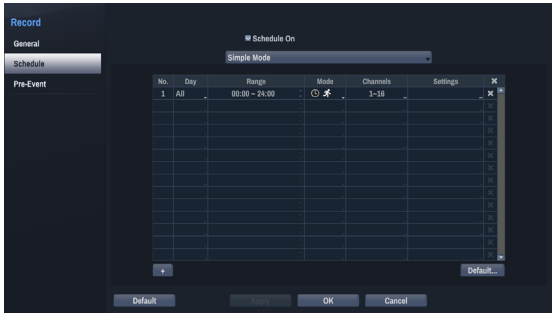 Record
General
Schedule
Pre-Event
Schedule On
Simple Mode
No. Day Range Mode Channels Settings
1 All 00:00 ~ 24:00 1~16
+ Default...
Default Apply OK Cancel